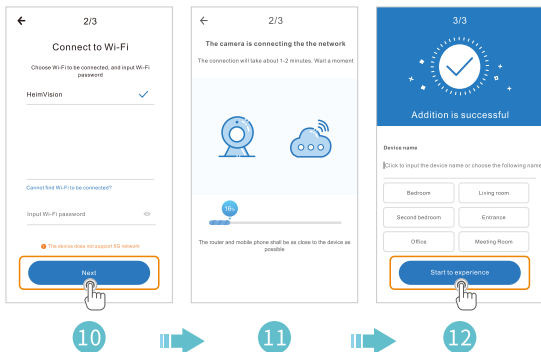 2/3
Connect to Wi-Fi
Choose Wi-Fi to be connected, and input Wi-Fi
password
HeimVision
Cannot find Wi-Fi to be connected?
Input Wi-Fi password
The device does not support 5G network
Next
10
2/3
The camera is connecting the the network
The connection will take about 1-2 minutes. Wait a moment
16%
The router and mobile phone shall be as close to the device as
possible
11
3/3
Addition is successful
Device name
Click to input the device name or choose the following name
Bedroom
Living room
Second bedroom
Entrance
Office
Meeting Room
Start to experience
12